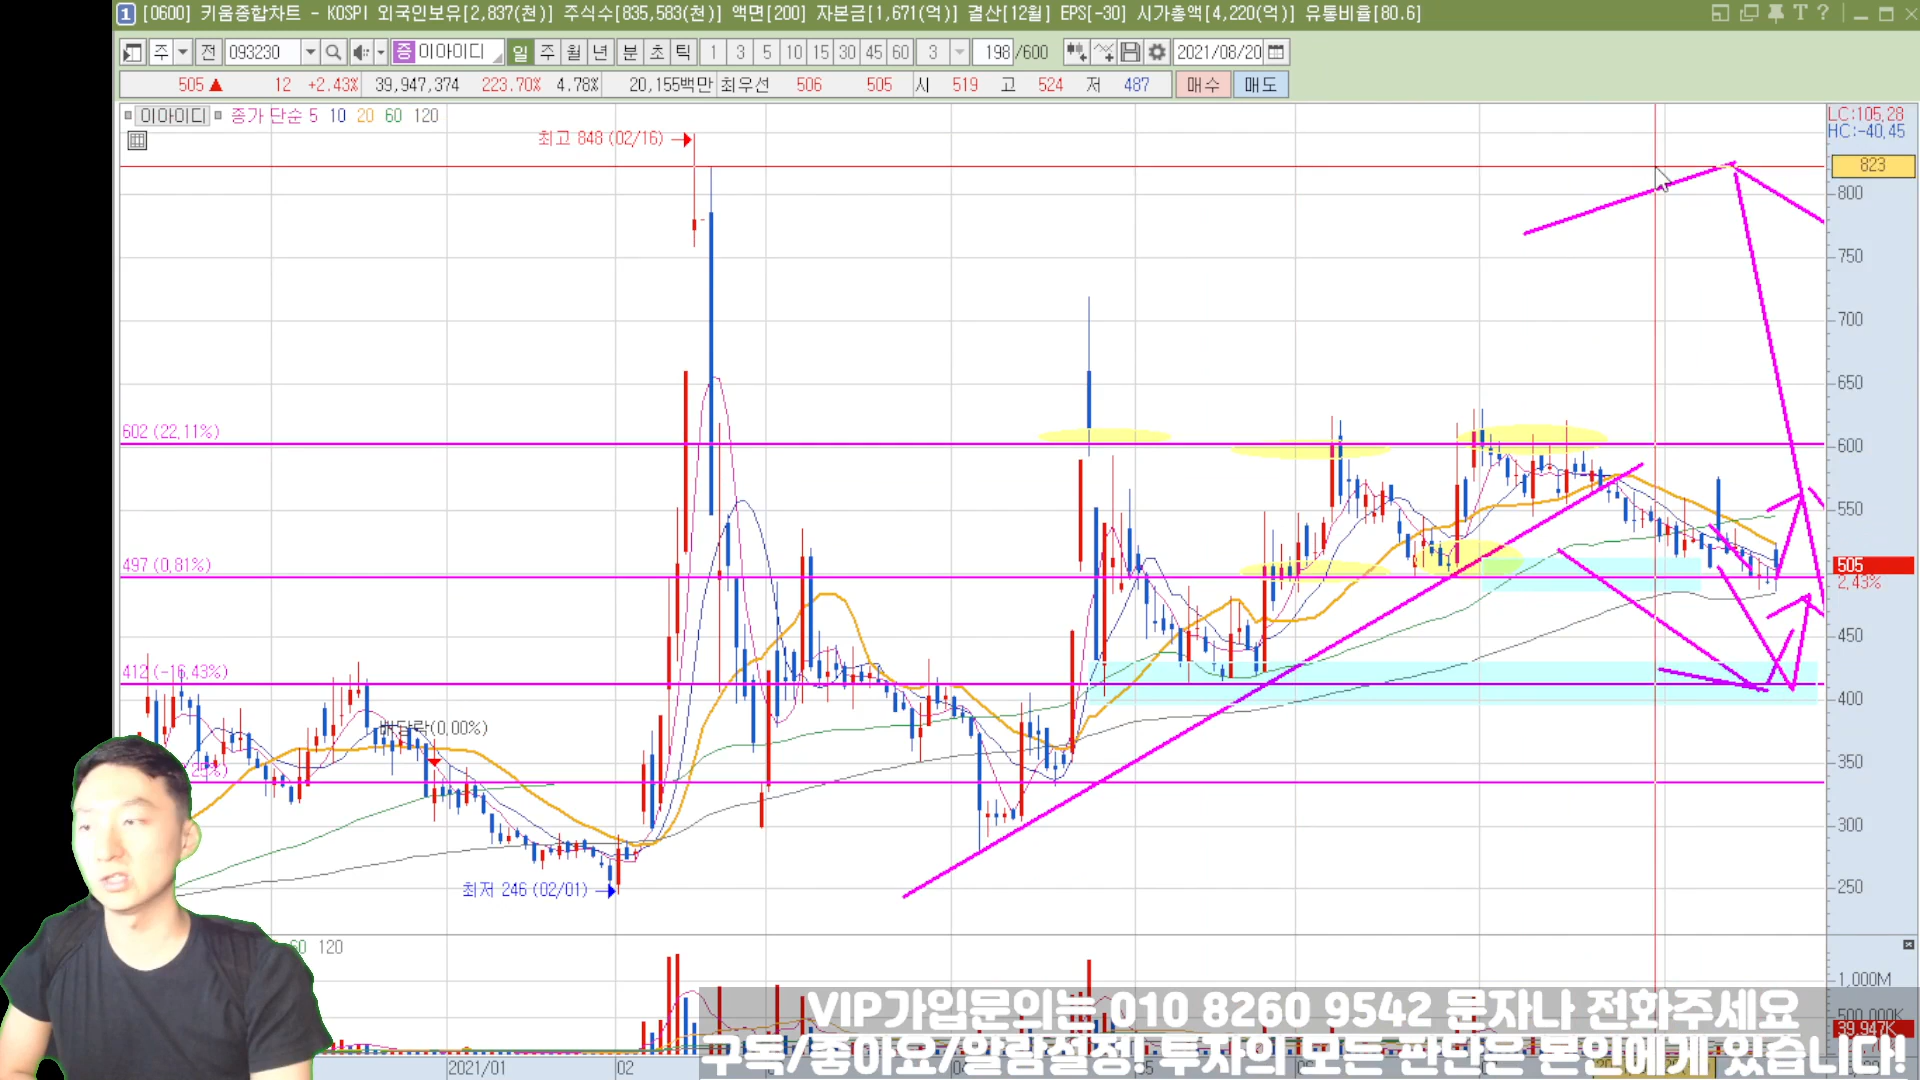 1 [0600] 키움종합차트 - KOSPI 외국인보유[2,837(천)] 주식수[835,583(천)] 액면[200] 자본금[1,671(억)] 결산[12월] EPS[-30] 시가총액[4,220(억)] 유통비율[80.6] T ?
주 전 093230 증 이아이디 일 주 월 년 분 초 틱 1 3 5 10 15 30 45 60 3 198 /600 2021/08/20
505 ▲ 12 +2.43% 39,947,374 223.70% 4.78% 20,155백만 최우선 506 505 시 519 고 524 저 487 매수 매도
이아이디 종가 단순 5 10 20 60 120
LC:105.28
HC:-40.45
최고 848 (02/16)
823
800
750
700
650
602 (22,11%)
600
550
497 (0,81%)
505
2,43%
450
412 (-16,43%)
400
배당락(0,00%)
350
300
최저 246 (02/01)
250
60 120
1,000M
500,000K
39,947K
VIP가입문의는 010 8260 9542 문자나 전화주세요
구독/좋아요/알람설정! 투자의 모든 판단은 본인에게 있습니다!
2021/01 02